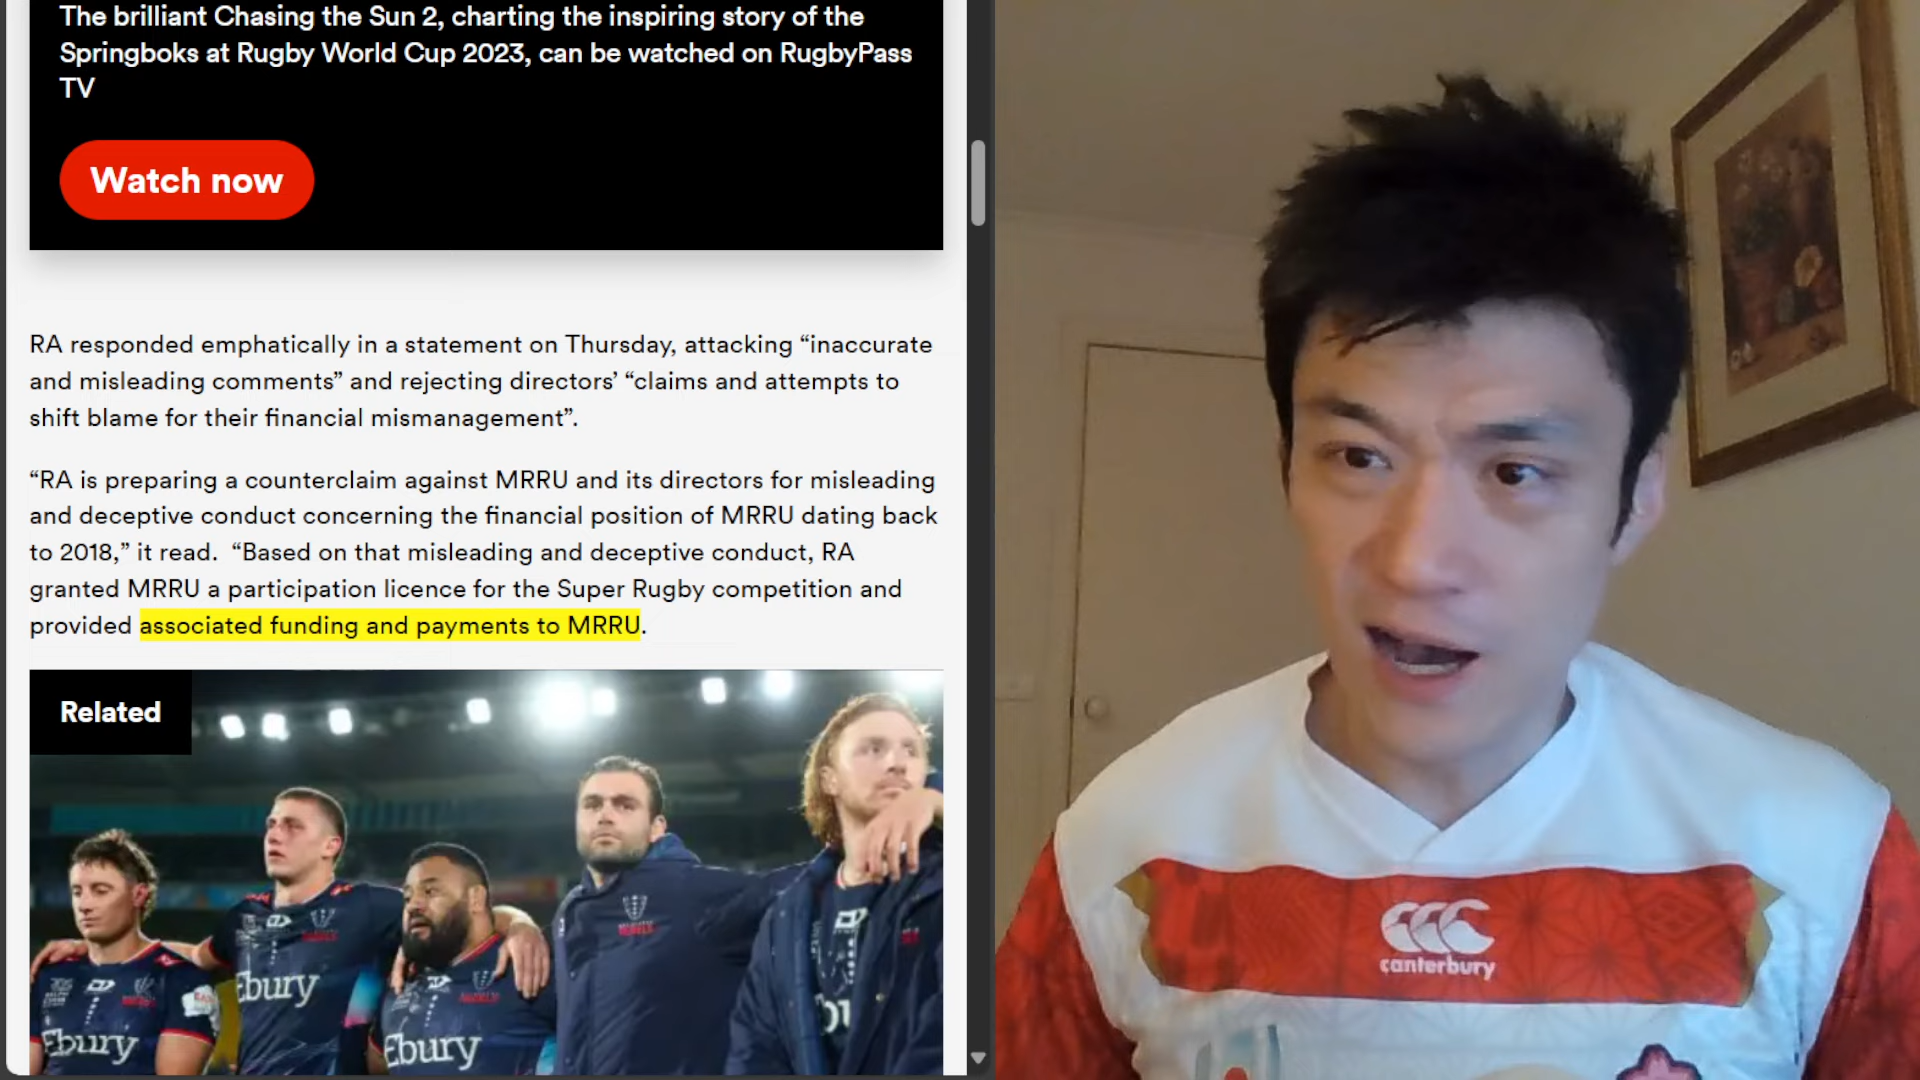 The brilliant Chasing the Sun 2, charting the inspiring story of the
Springboks at Rugby World Cup 2023, can be watched on RugbyPass
TV
Watch now
RA responded emphatically in a statement on Thursday, attacking “inaccurate
and misleading comments” and rejecting directors’ “claims and attempts to
shift blame for their financial mismanagement”.
“RA is preparing a counterclaim against MRRU and its directors for misleading
and deceptive conduct concerning the financial position of MRRU dating back
to 2018,” it read.  “Based on that misleading and deceptive conduct, RA
granted MRRU a participation licence for the Super Rugby competition and
provided associated funding and payments to MRRU.
Related
Ebury
Ebury
Ebury
canterbury